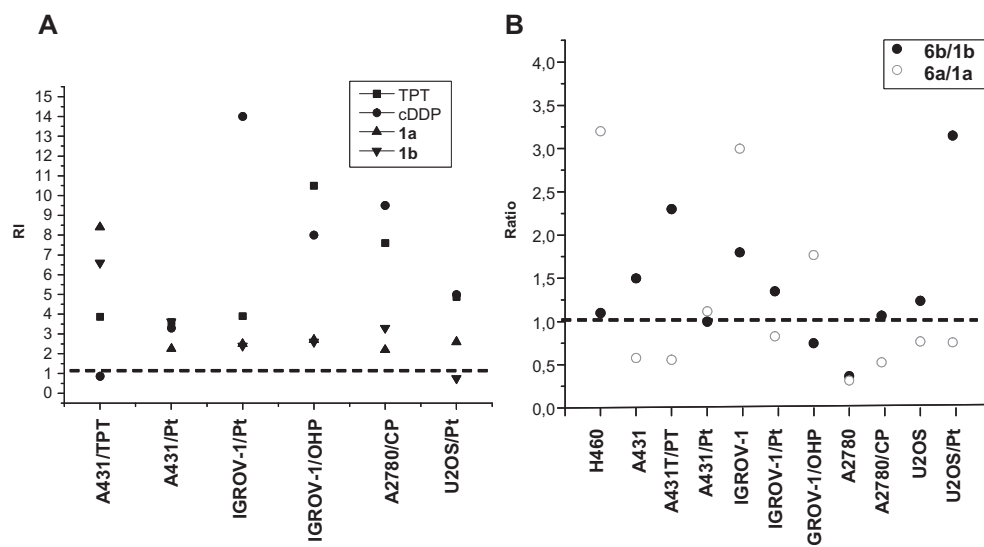 A
RI
15
14
13
12
11
10
9
8
7
6
5
4
3
2
1
0
TPT
cDDP
1a
1b
A431/TPT
A431/Pt
IGROV-1/Pt
IGROV-1/OHP
A2780/CP
U2OS/Pt
B
Ratio
4,0
3,5
3,0
2,5
2,0
1,5
1,0
0,5
0,0
6b/1b
6a/1a
H460
A431
A431T/PT
A431/Pt
IGROV-1
IGROV-1/Pt
GROV-1/OHP
A2780
A2780/CP
U2OS
U2OS/Pt